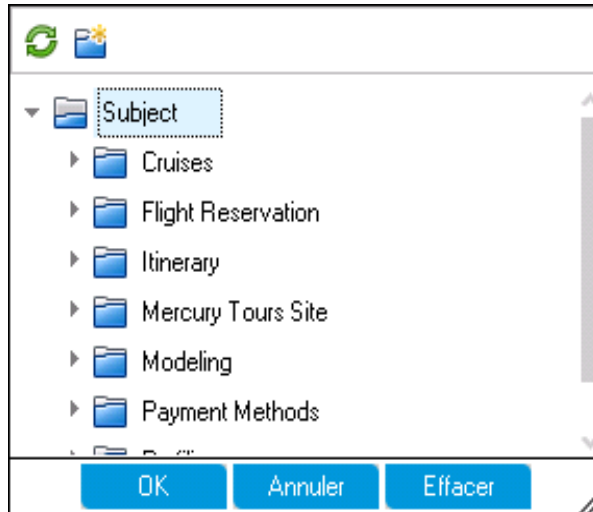 Subject
Cruises
Flight Reservation
Itinerary
Mercury Tours Site
Modeling
Payment Methods
OK Annuler Effacer